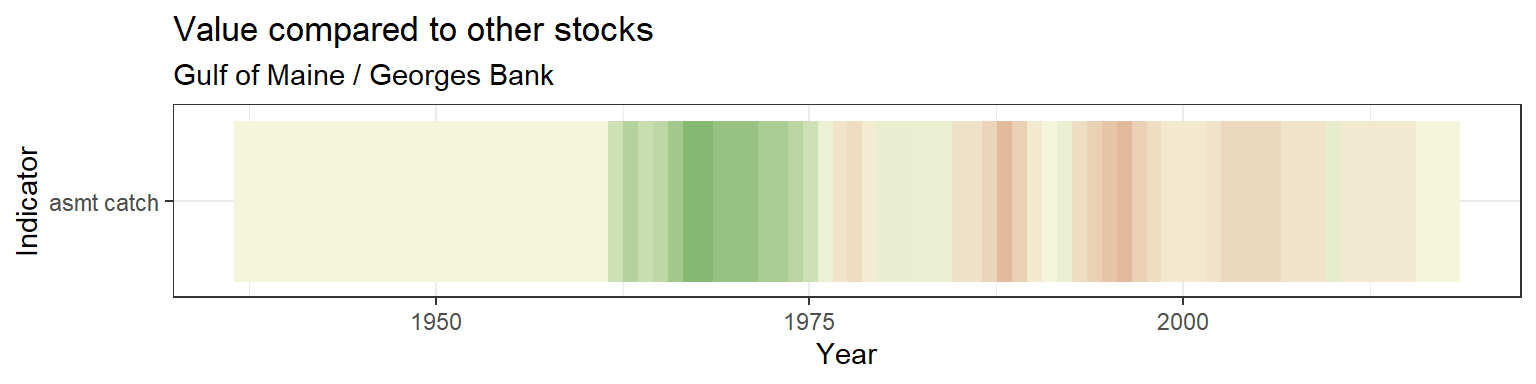 Value compared to other stocks
Gulf of Maine / Georges Bank
Indicator
asmt catch
1950 1975 2000
Year